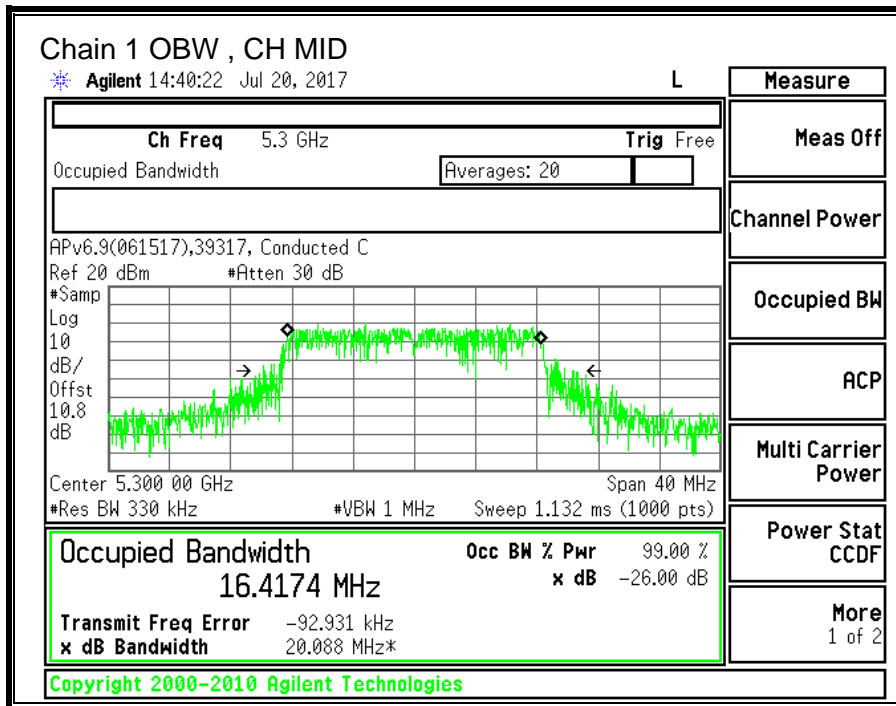 Chain 1 OBW , CH MID
Agilent 14:40:22 Jul 20, 2017 L
Measure
Ch Freq 5.3 GHz Trig Free
Meas Off
Occupied Bandwidth Averages: 20
Channel Power
APv6.9(061517),39317, Conducted C
Ref 20 dBm #Atten 30 dB
#Samp
Log
10
dB/
Offst
10.8
dB
Occupied BW
ACP
Multi Carrier
Power
Center 5.300 00 GHz Span 40 MHz
#Res BW 330 kHz #VBW 1 MHz Sweep 1.132 ms (1000 pts)
Power Stat
CCDF
Occupied Bandwidth Occ BW % Pwr 99.00 %
16.4174 MHz x dB -26.00 dB
Transmit Freq Error -92.931 kHz
x dB Bandwidth 20.088 MHz*
More
1 of 2
Copyright 2000-2010 Agilent Technologies